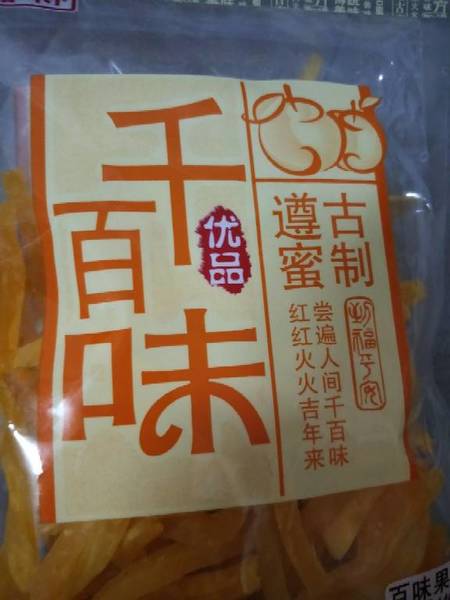 千百味
优品
遵古
蜜制
尝遍人间千百味
红红火火吉年来
百味果